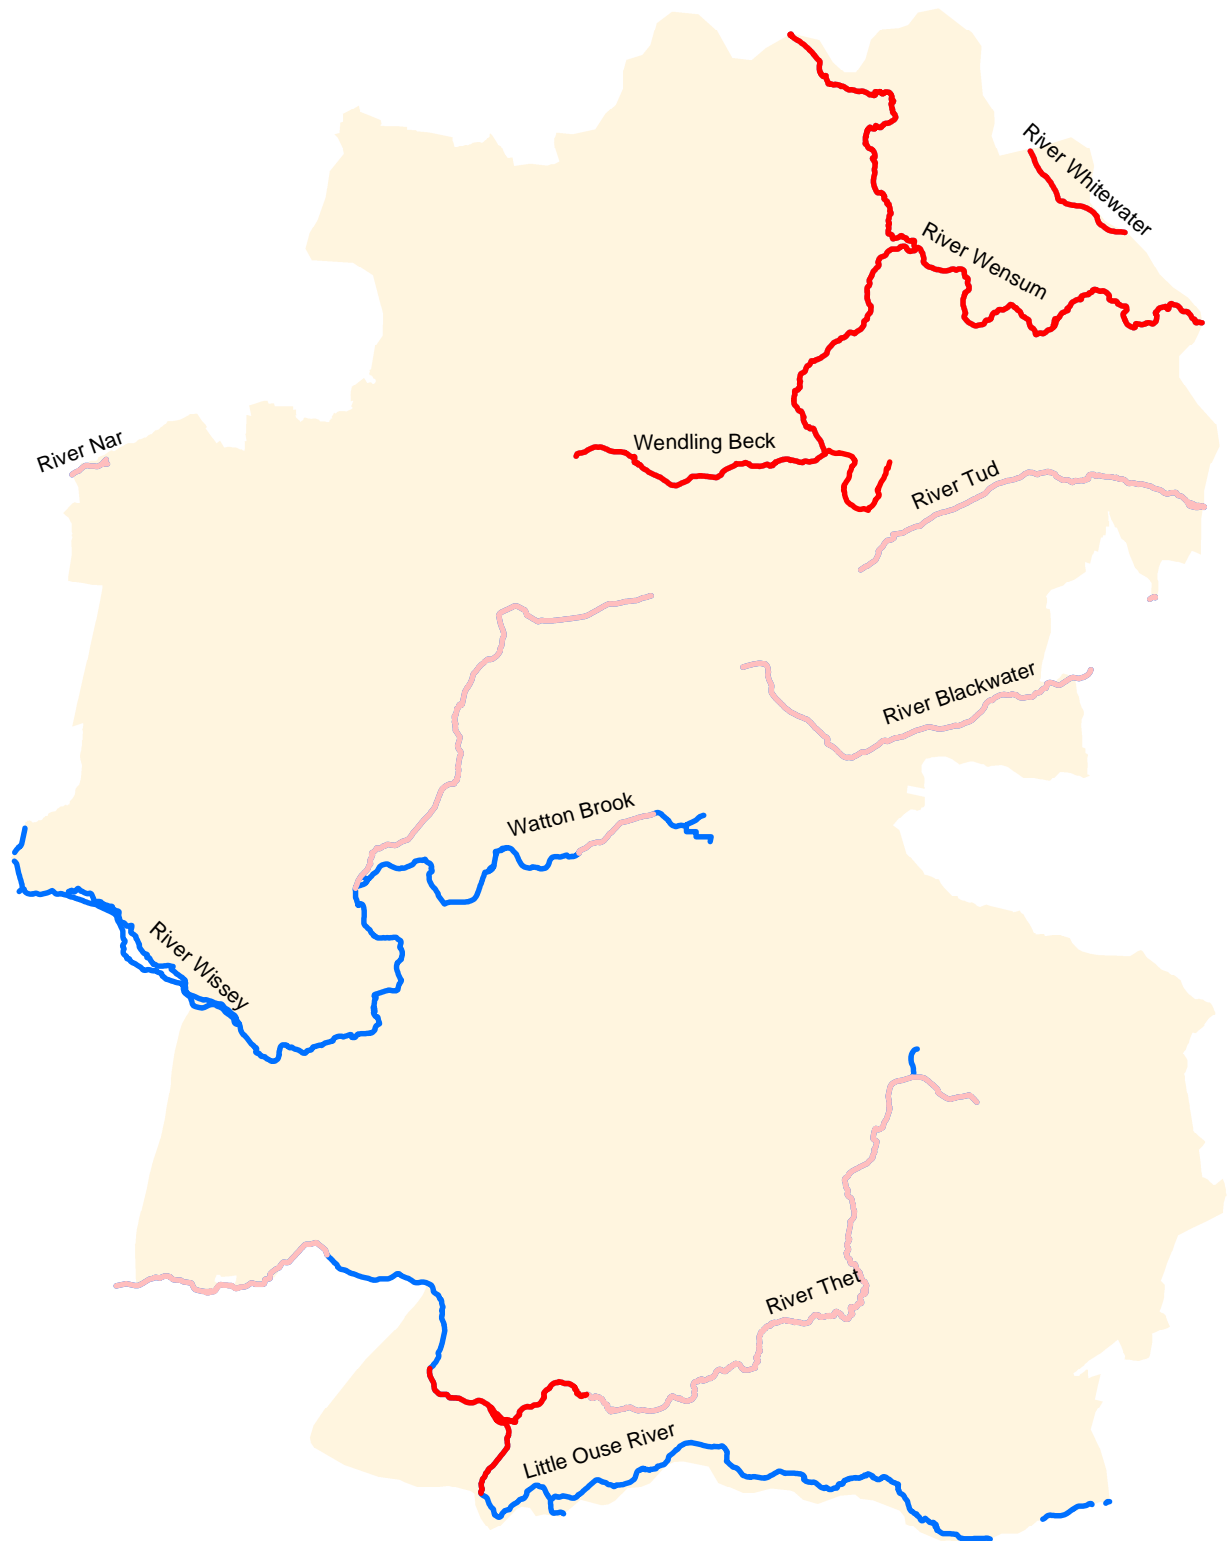 River Whitewater
River Wensum
River Nar
Wendling Beck
River Tud
River Blackwater
Watton Brook
River Wissey
River Thet
Little Ouse River